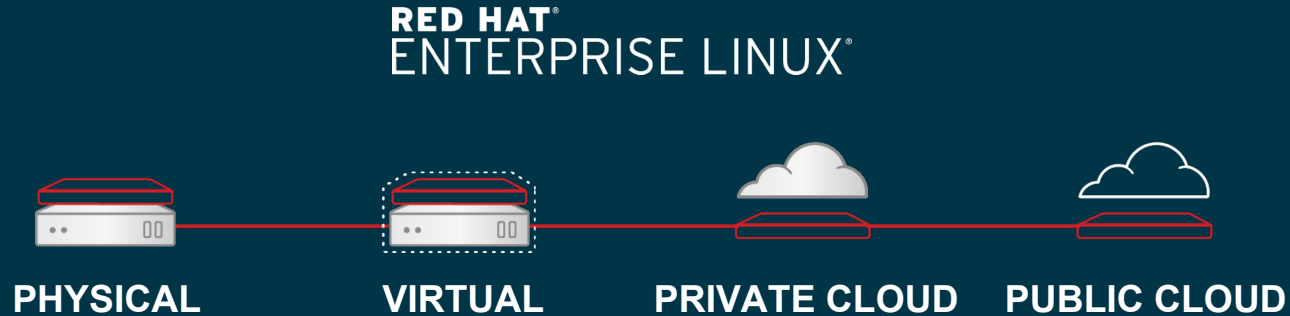 RED HAT®
ENTERPRISE LINUX®
PHYSICAL VIRTUAL PRIVATE CLOUD PUBLIC CLOUD